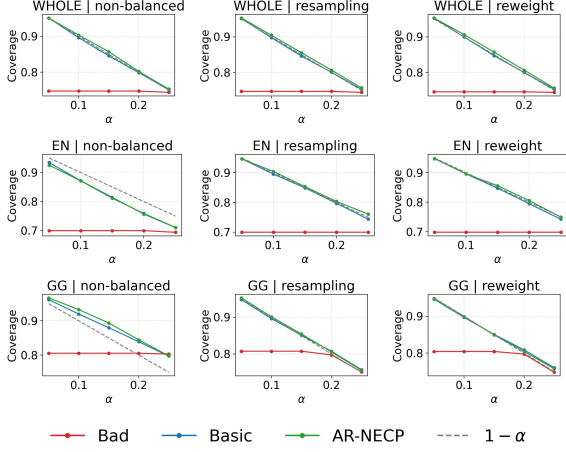 WHOLE | non-balanced
WHOLE | resampling
WHOLE | reweight
Coverage
0.9
0.8
0.1
0.2
α
Coverage
0.9
0.8
0.1
0.2
α
Coverage
0.9
0.8
0.1
0.2
α
EN | non-balanced
EN | resampling
EN | reweight
Coverage
0.9
0.8
0.7
0.1
0.2
α
Coverage
0.9
0.8
0.7
0.1
0.2
α
Coverage
0.9
0.8
0.7
0.1
0.2
α
GG | non-balanced
GG | resampling
GG | reweight
Coverage
0.9
0.8
0.1
0.2
α
Coverage
0.9
0.8
0.1
0.2
α
Coverage
0.9
0.8
0.1
0.2
α
Bad Basic AR-NECP 1 − α